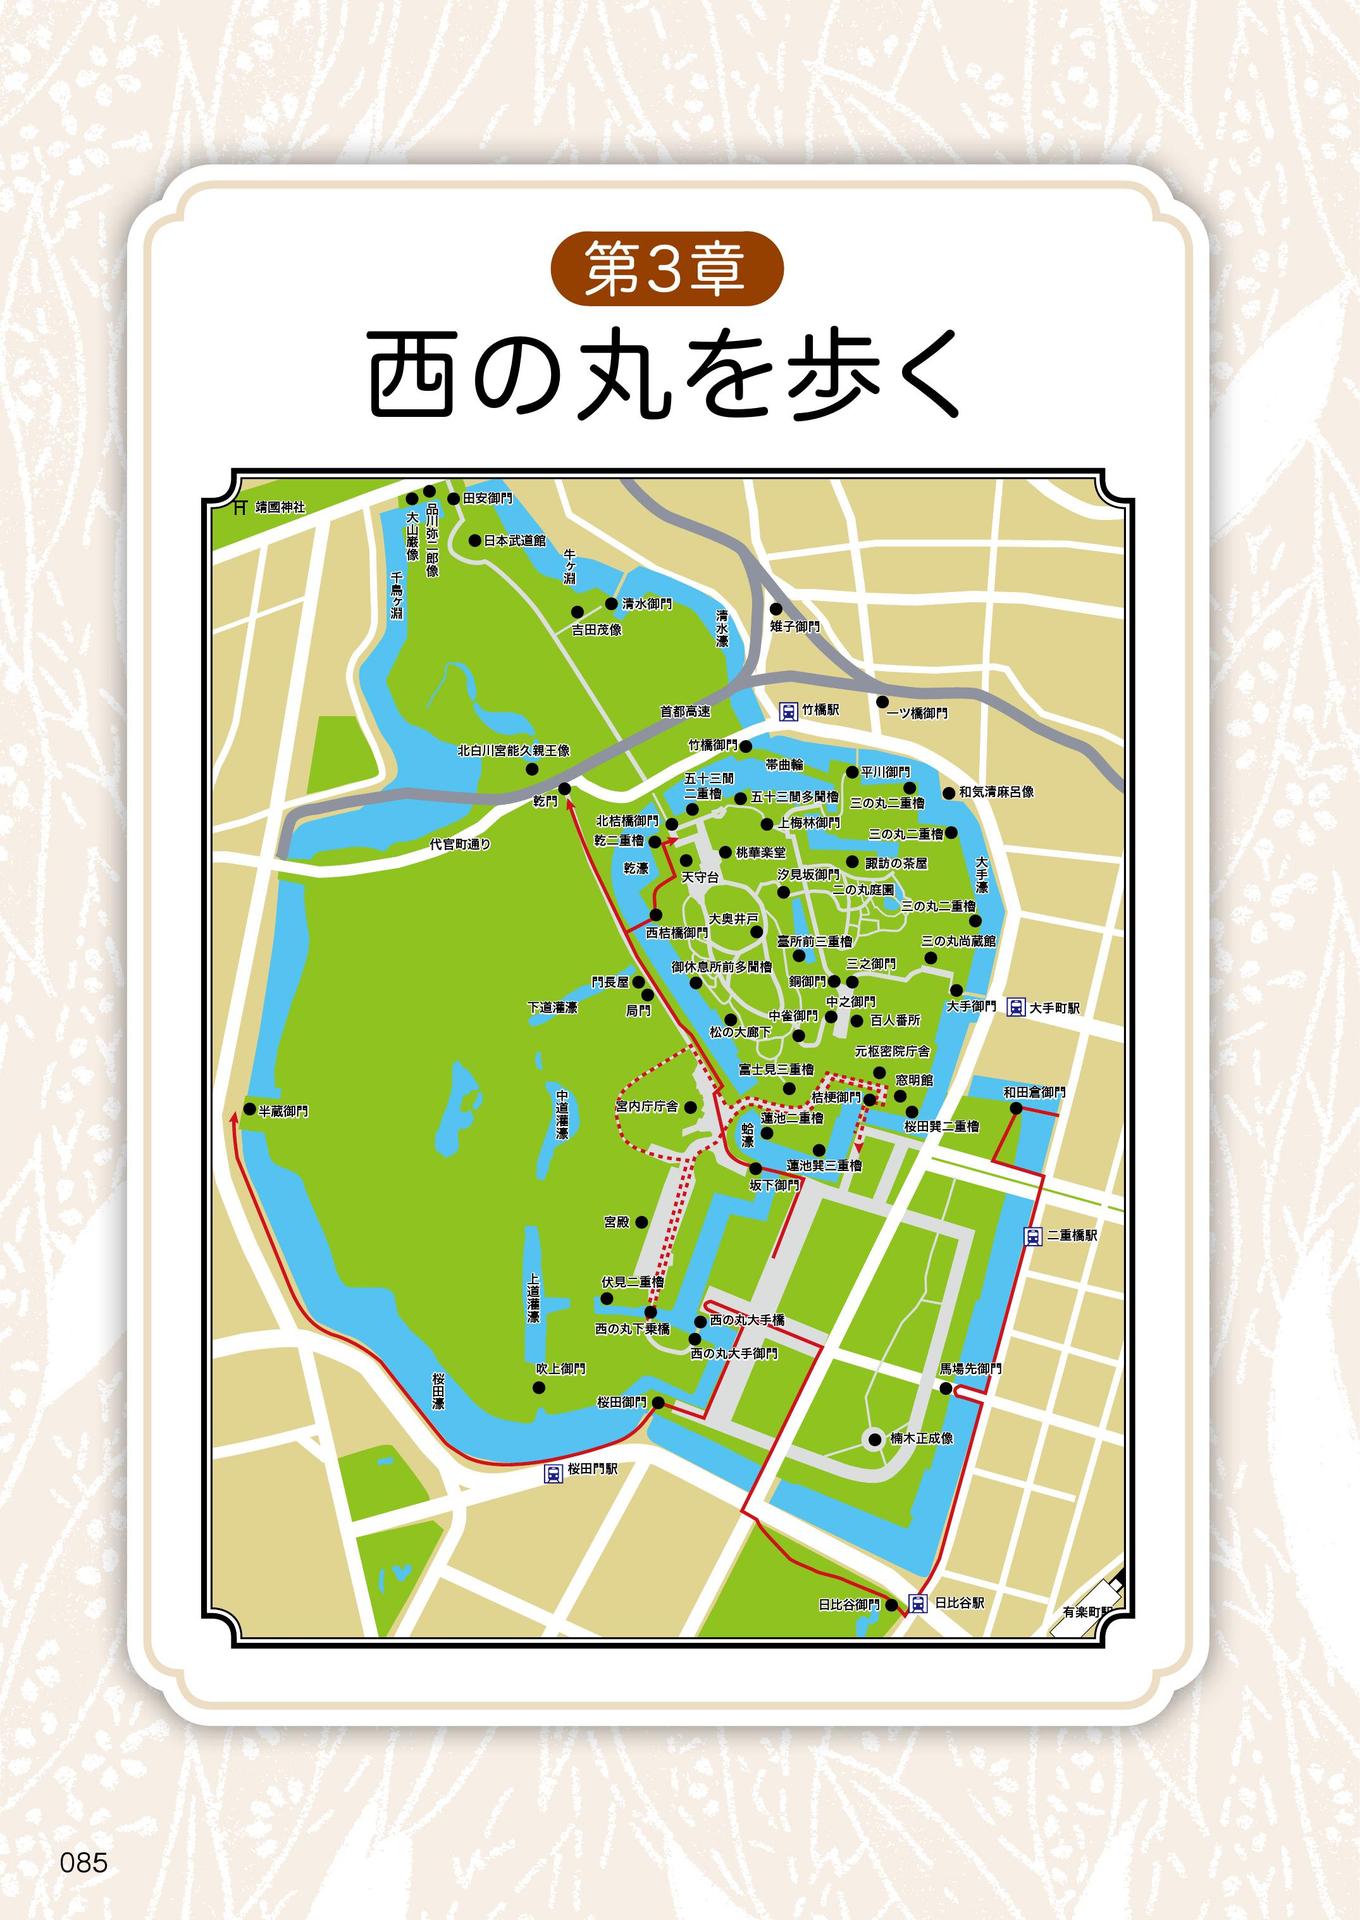 第3章
西の丸を歩く
靖國神社
大山巌像
品川弥二郎像
田安御門
日本武道館
千鳥ヶ淵
牛ヶ淵
清水御門
吉田茂像
清水濠
雉子御門
首都高速
竹橋駅
一ツ橋御門
北白川宮能久親王像
竹橋御門
帯曲輪
平川御門
乾門
五十三間
二重櫓
五十三間多聞櫓
三の丸二重櫓
和気清麻呂像
北桔橋御門
上梅林御門
三の丸二重櫓
代官町通り
乾二重櫓
桃華楽堂
諏訪の茶屋
大手濠
乾濠
天守台
汐見坂御門
二の丸庭園
三の丸二重櫓
西桔橋御門
大奥井戸
臺所前三重櫓
三の丸尚蔵館
御休息所前多聞櫓
三之御門
門長屋
局門
下道灌濠
銅御門
中之御門
大手御門
大手町駅
松の大廊下
中雀御門
百人番所
元枢密院庁舎
富士見三重櫓
窓明館
和田倉御門
半蔵御門
中道灌濠
宮内庁庁舎
桔梗御門
蓮池二重櫓
蛤濠
桜田巽二重櫓
蓮池巽三重櫓
坂下御門
宮殿
二重橋駅
上道灌濠
伏見二重櫓
西の丸下乗橋
西の丸大手橋
西の丸大手御門
吹上御門
馬場先御門
桜田濠
桜田御門
楠木正成像
桜田門駅
日比谷御門
日比谷駅
有楽町駅
085